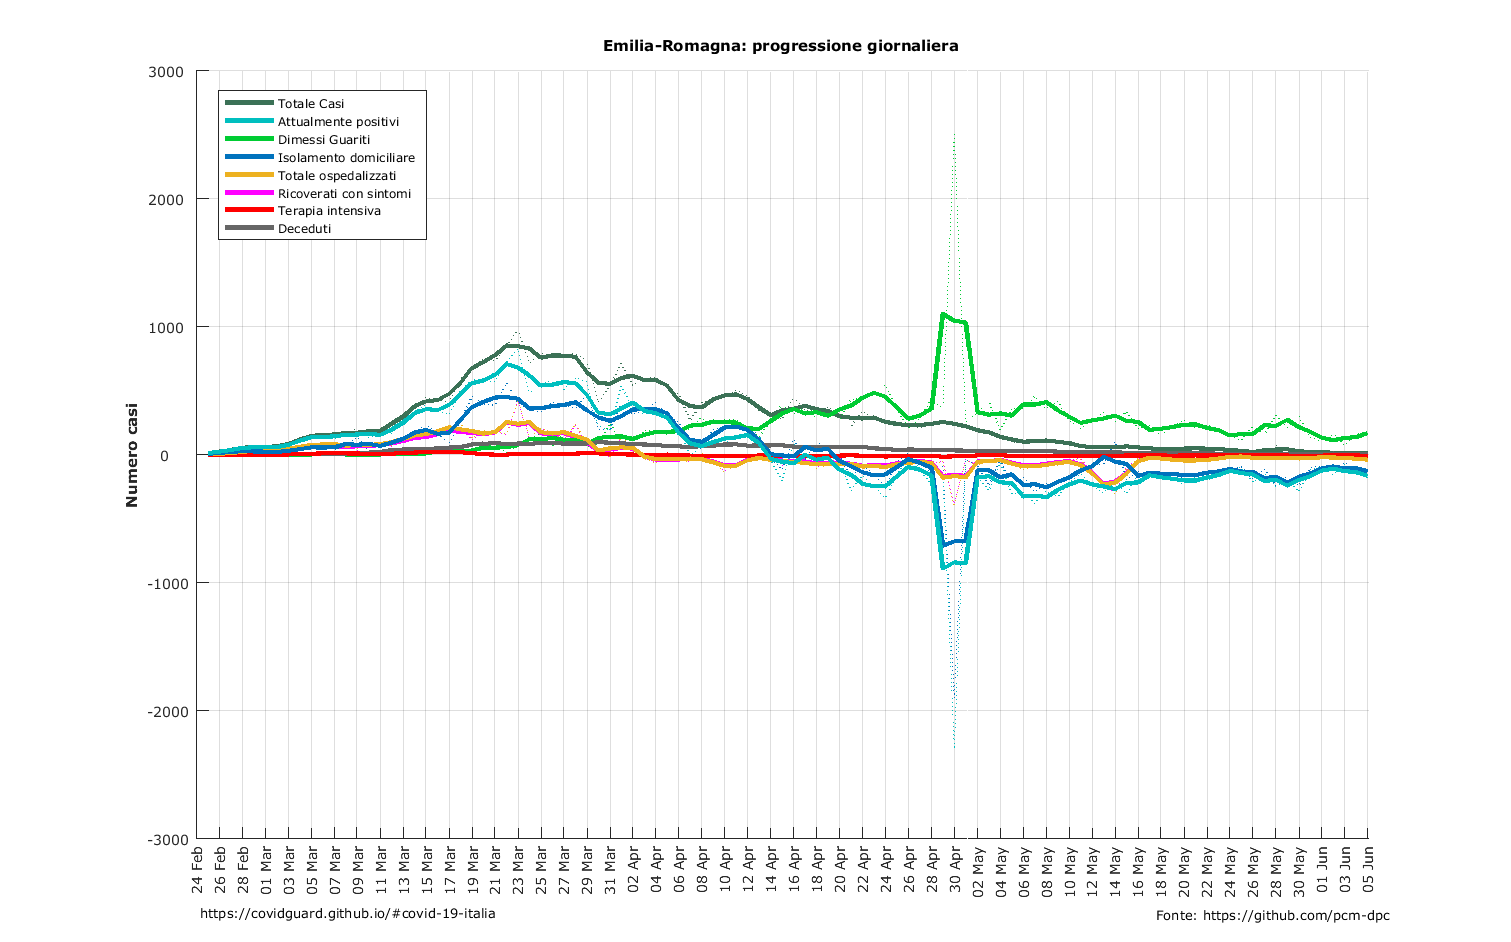 Emilia-Romagna: progressione giornaliera
3000
2000
1000
0
-1000
-2000
-3000
Numero casi
Totale Casi
Attualmente positivi
Dimessi Guariti
Isolamento domiciliare
Totale ospedalizzati
Ricoverati con sintomi
Terapia intensiva
Deceduti
24 Feb
26 Feb
28 Feb
01 Mar
03 Mar
05 Mar
07 Mar
09 Mar
11 Mar
13 Mar
15 Mar
17 Mar
19 Mar
21 Mar
23 Mar
25 Mar
27 Mar
29 Mar
31 Mar
02 Apr
04 Apr
06 Apr
08 Apr
10 Apr
12 Apr
14 Apr
16 Apr
18 Apr
20 Apr
22 Apr
24 Apr
26 Apr
28 Apr
30 Apr
02 May
04 May
06 May
08 May
10 May
12 May
14 May
16 May
18 May
20 May
22 May
24 May
26 May
28 May
30 May
01 Jun
03 Jun
05 Jun
https://covidguard.github.io/#covid-19-italia
Fonte: https://github.com/pcm-dpc